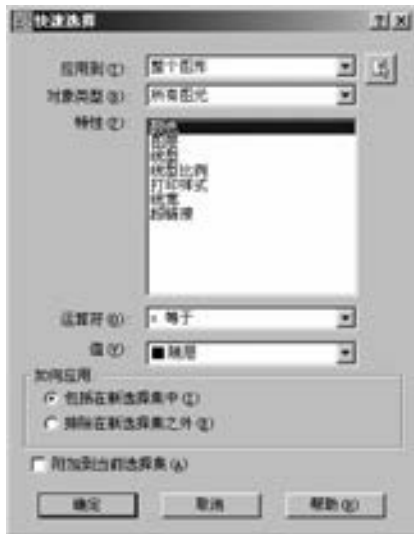 快速选择
应用到(T): 整个图形
对象类型(B): 所有图元
特性(P): 颜色
图层
线型
线型比例
打印样式
线宽
超链接
运算符(O): = 等于
值(V): 随层
如何应用
包括在新选择集中(I)
排除在新选择集之外(E)
附加到当前选择集(A)
确定 取消 帮助(H)